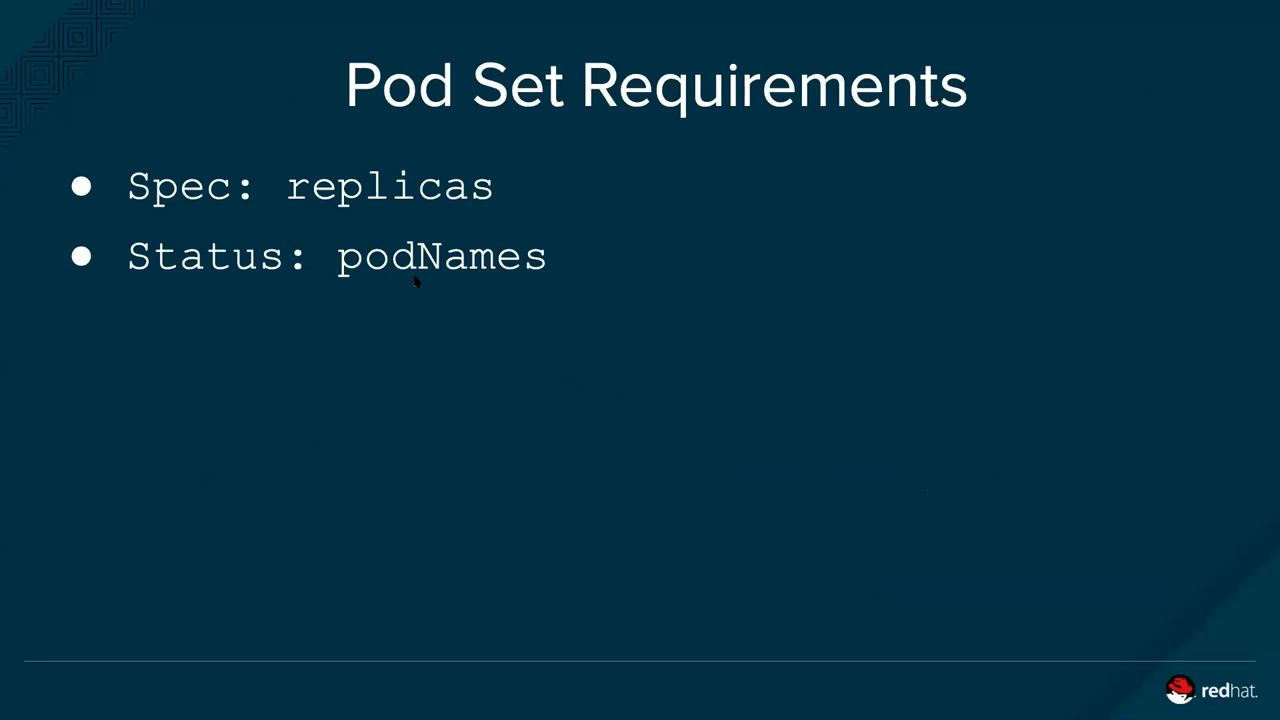 Pod Set Requirements
● Spec: replicas
● Status: podNames
redhat.